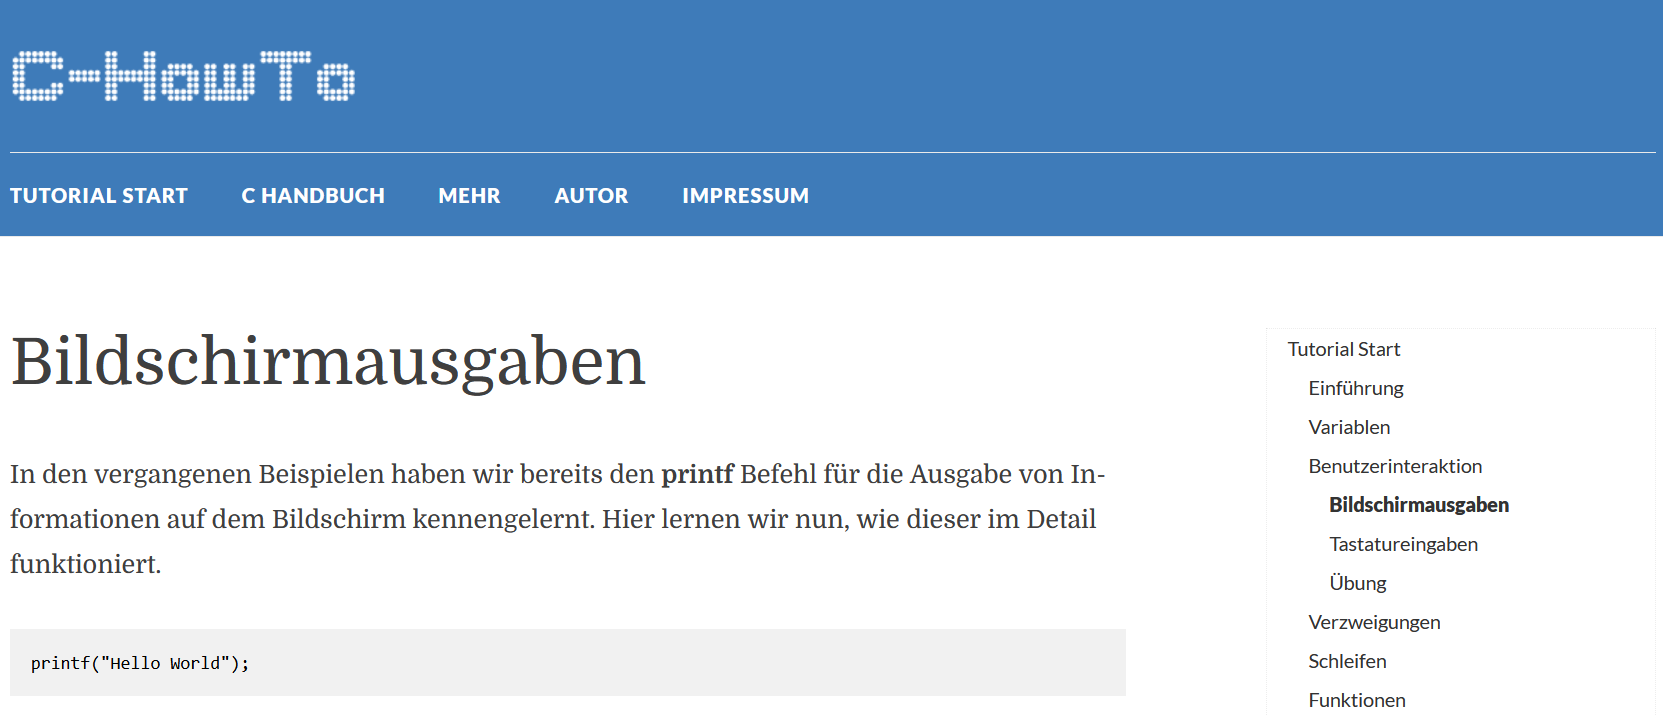 C-HowTo
TUTORIAL START C HANDBUCH MEHR AUTOR IMPRESSUM
Bildschirmausgaben
In den vergangenen Beispielen haben wir bereits den printf Befehl für die Ausgabe von In-
formationen auf dem Bildschirm kennengelernt. Hier lernen wir nun, wie dieser im Detail
funktioniert.
printf("Hello World");
Tutorial Start
Einführung
Variablen
Benutzerinteraktion
Bildschirmausgaben
Tastatureingaben
Übung
Verzweigungen
Schleifen
Funktionen